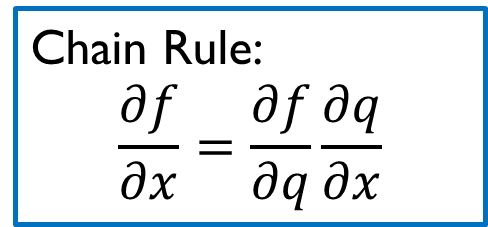 Chain Rule:
∂f/∂x = ∂f/∂q ∂q/∂x